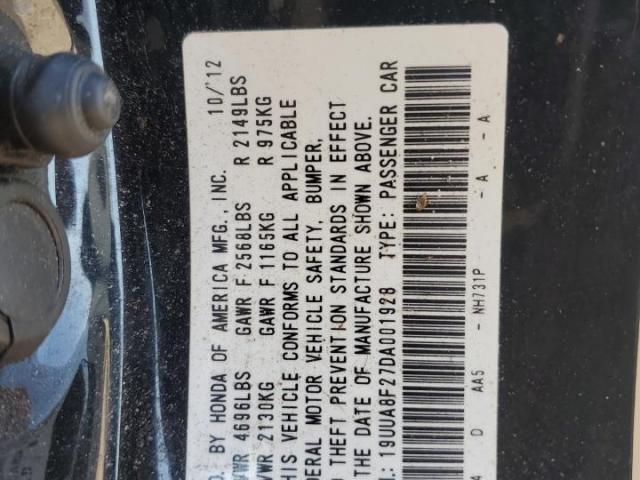 D. BY HONDA OF AMERICA MFG., INC. 10/'12
WR 4696LBS GAWR F 2568LBS R 2149LBS
VWR 2130KG GAWR F 1165KG R 975KG
HIS VEHICLE CONFORMS TO ALL APPLICABLE
DERAL MOTOR VEHICLE SAFETY, BUMPER,
D THEFT PREVENTION STANDARDS IN EFFECT
THE DATE OF MANUFACTURE SHOWN ABOVE.
N.: 19UUA8F27DA001928 TYPE: PASSENGER CAR
4 D AA5 - NH731P - A - A